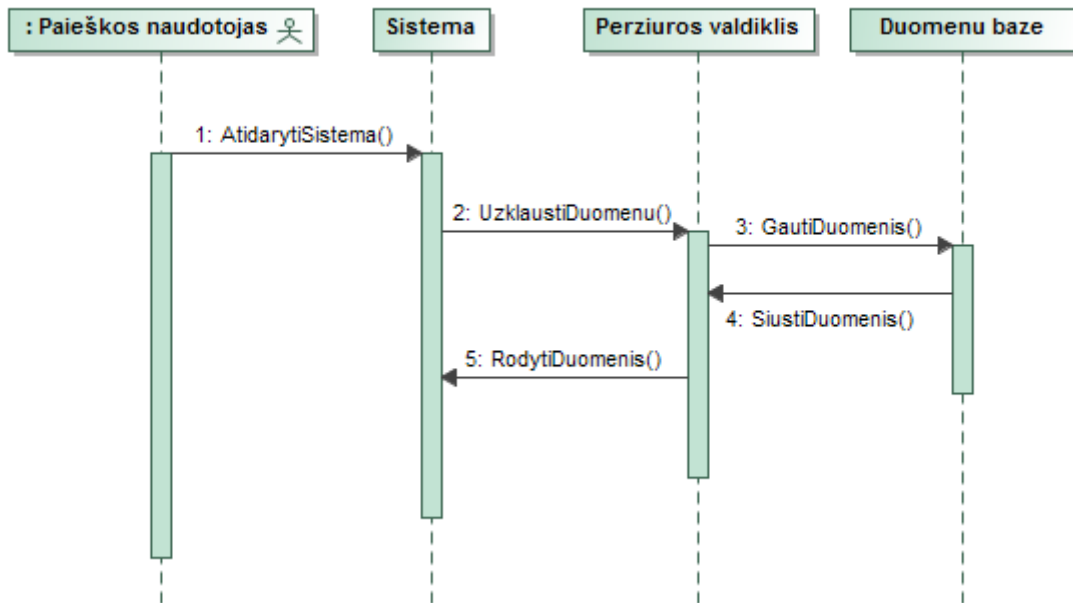 : Paieškos naudotojas
Sistema
Perziuros valdiklis
Duomenu baze
1: AtidarytiSistema()
2: UzklaustiDuomenu()
3: GautiDuomenis()
4: SiustiDuomenis()
5: RodytiDuomenis()